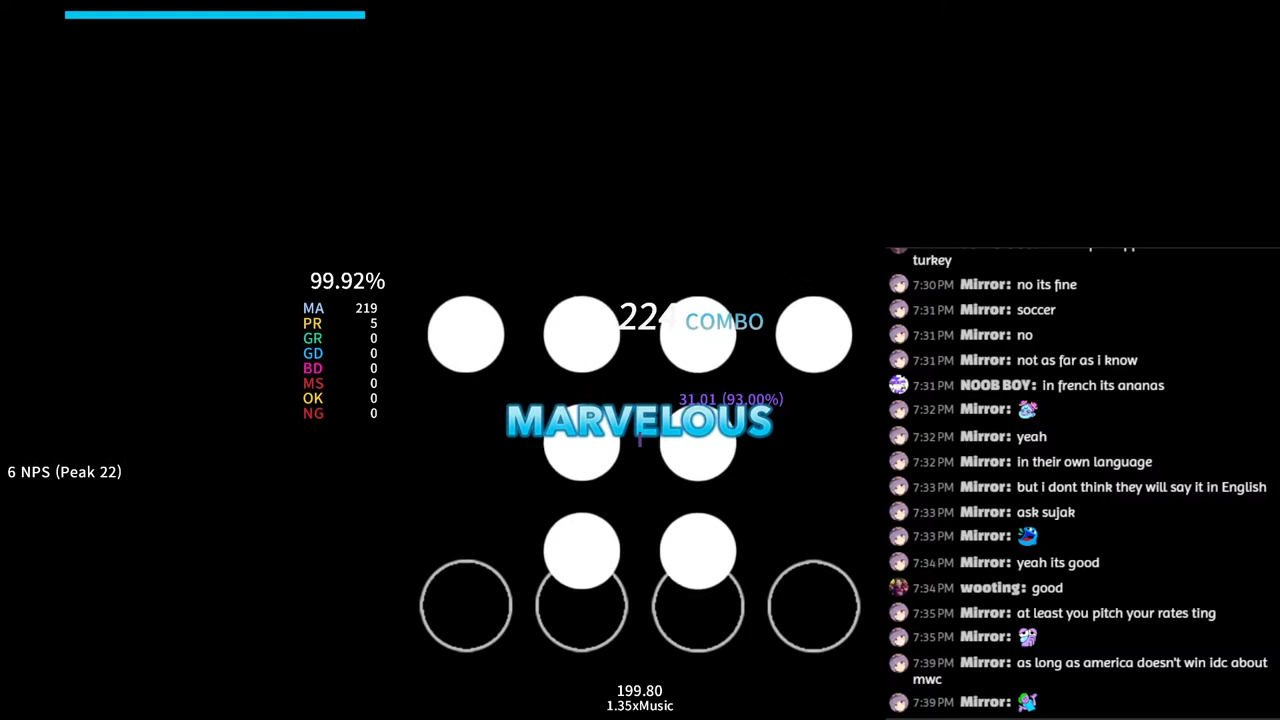 99.92%
MA 219
PR 5
GR 0
GD 0
BD 0
MS 0
OK 0
NG 0
6 NPS (Peak 22)
224 COMBO
31.01 (93.00%)
MARVELOUS
199.80
1.35xMusic
turkey
7:30 PM Mirror: no its fine
7:31 PM Mirror: soccer
7:31 PM Mirror: no
7:31 PM Mirror: not as far as i know
7:31 PM NOOB BOY: in french its ananas
7:32 PM Mirror:
7:32 PM Mirror: yeah
7:32 PM Mirror: in their own language
7:33 PM Mirror: but i dont think they will say it in English
7:33 PM Mirror: ask sujak
7:33 PM Mirror:
7:34 PM Mirror: yeah its good
7:34 PM wooting: good
7:35 PM Mirror: at least you pitch your rates ting
7:35 PM Mirror:
7:39 PM Mirror: as long as america doesn't win idc about
mwc
7:39 PM Mirror: